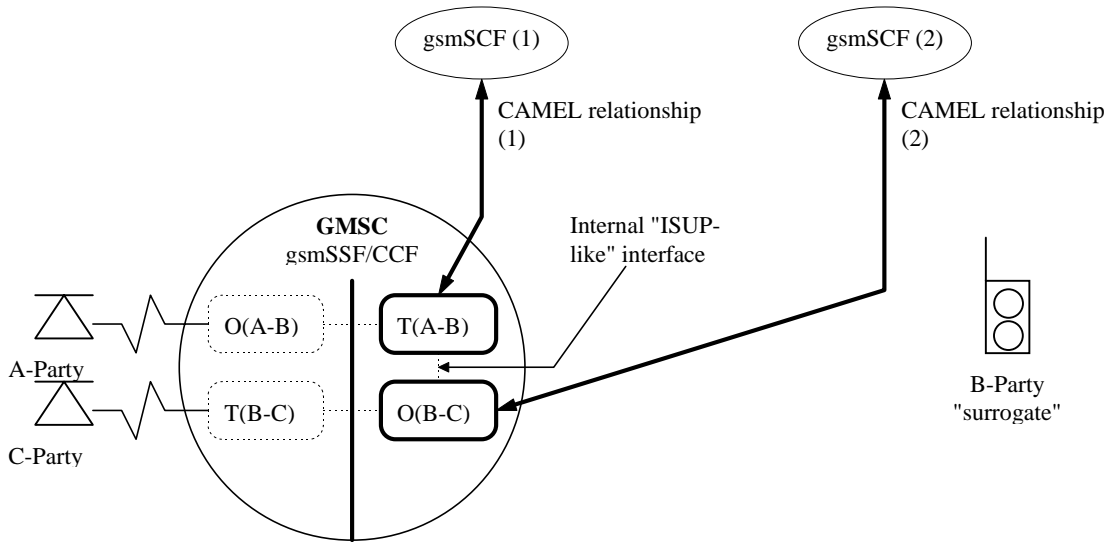 gsmSCF (1)
gsmSCF (2)
CAMEL relationship
(1)
CAMEL relationship
(2)
GMSC
gsmSSF/CCF
Internal "ISUP-
like" interface
O(A-B)
T(A-B)
A-Party
T(B-C)
O(B-C)
C-Party
B-Party
"surrogate"